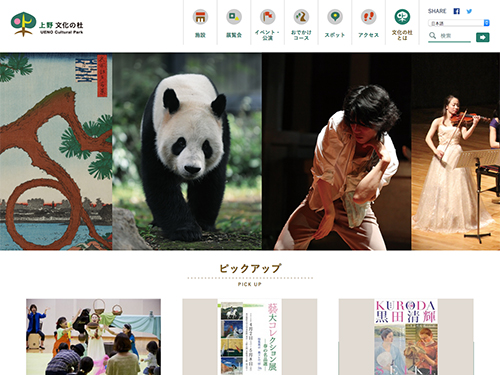 上野 文化の杜
UENO Cultural Park
施設
展覧会
イベント・
公演
おでかけ
コース
スポット
アクセス
文化の杜
とは
SHARE
日本語
検索
ピックアップ
PICK UP
藝大コレクション展
KURODA
黒田清輝